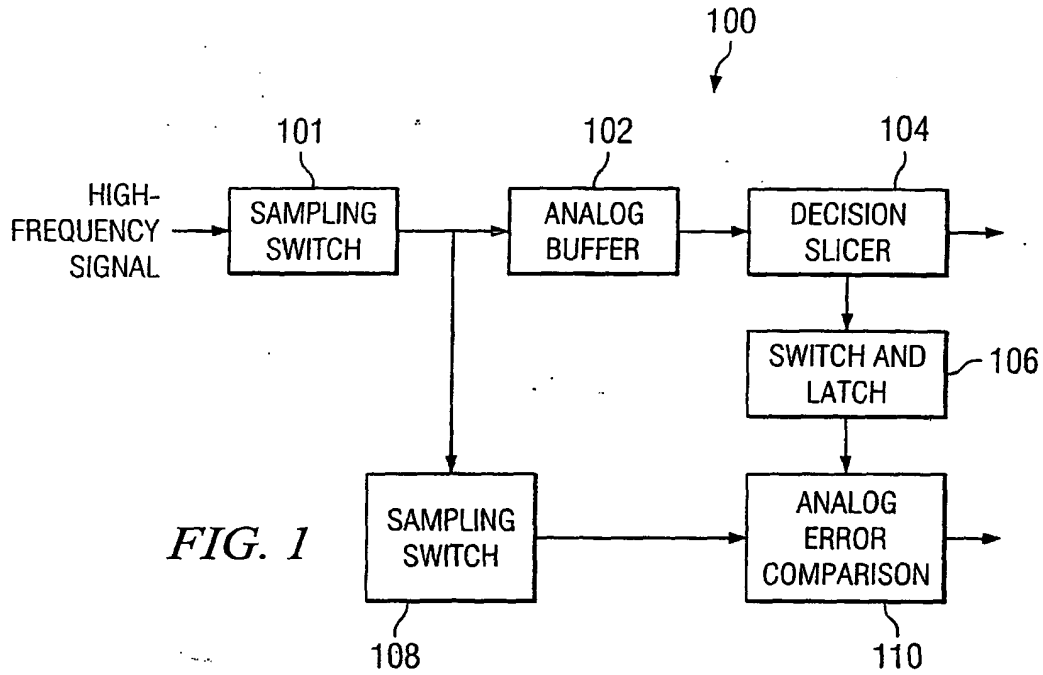 100
101
102
104
HIGH-
FREQUENCY
SIGNAL
SAMPLING
SWITCH
ANALOG
BUFFER
DECISION
SLICER
SWITCH AND
LATCH
106
FIG. 1
SAMPLING
SWITCH
ANALOG
ERROR
COMPARISON
108
110